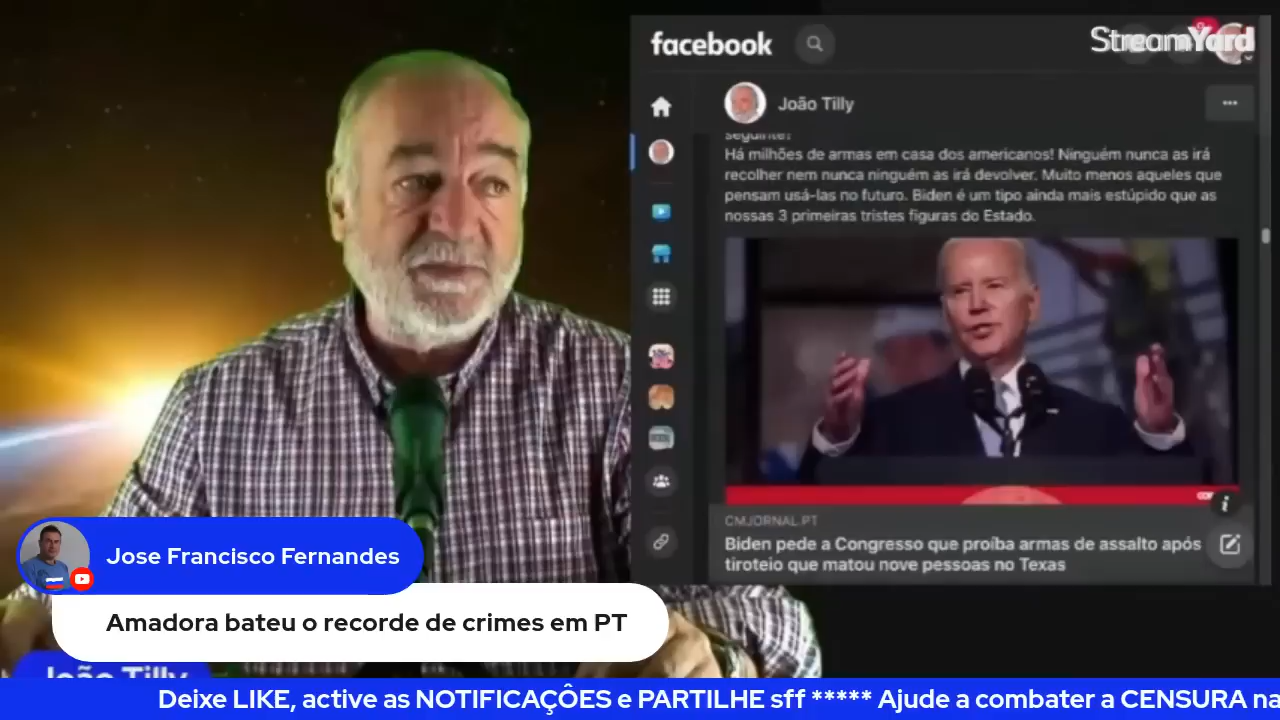 facebook
StreamYard
João Tilly
seguinte:
Há milhões de armas em casa dos americanos! Ninguém nunca as irá
recolher nem nunca ninguém as irá devolver. Muito menos aqueles que
pensam usá-las no futuro. Biden é um tipo ainda mais estúpido que as
nossas 3 primeiras tristes figuras do Estado.
CMJORNAL.PT
Biden pede a Congresso que proíba armas de assalto após
tiroteio que matou nove pessoas no Texas
Jose Francisco Fernandes
Amadora bateu o recorde de crimes em PT
João Tilly
Deixe LIKE, active as NOTIFICAÇÔES e PARTILHE sff ***** Ajude a combater a CENSURA na